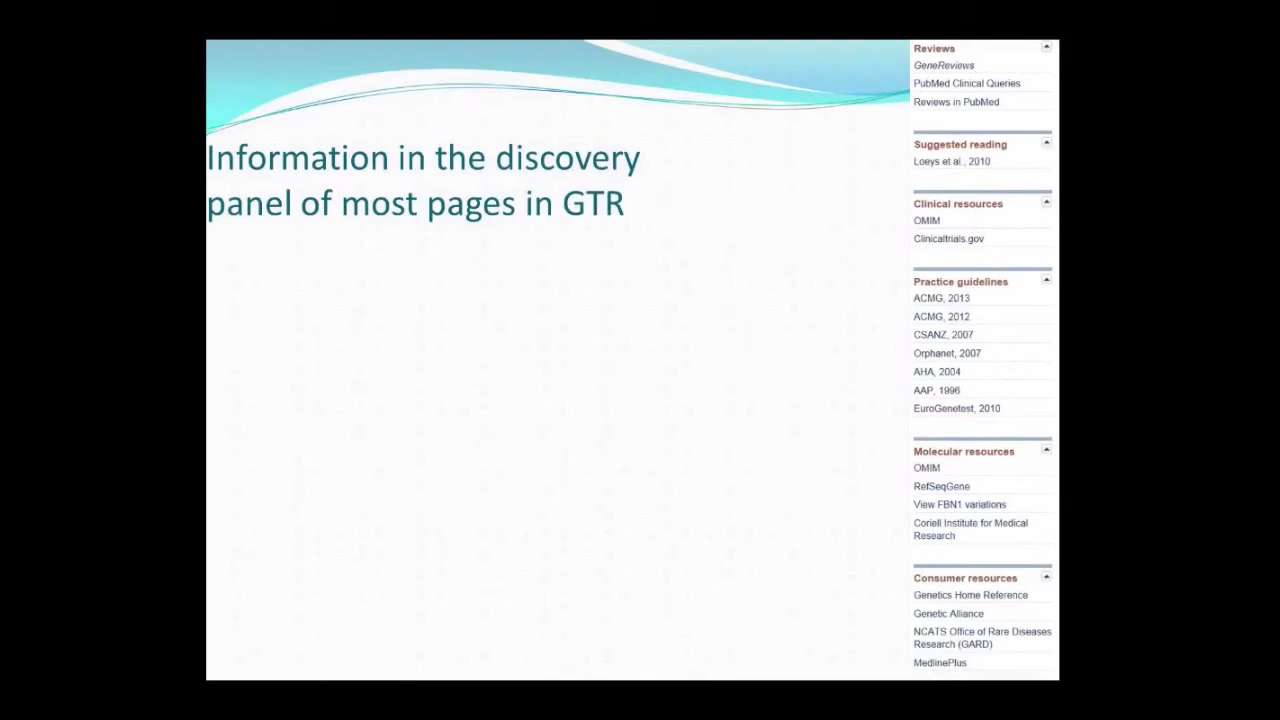 Information in the discovery
panel of most pages in GTR
Reviews
GeneReviews
PubMed Clinical Queries
Reviews in PubMed
Suggested reading
Loeys et al., 2010
Clinical resources
OMIM
Clinicaltrials.gov
Practice guidelines
ACMG, 2013
ACMG, 2012
CSANZ, 2007
Orphanet, 2007
AHA, 2004
AAP, 1996
EuroGenetest, 2010
Molecular resources
OMIM
RefSeqGene
View FBN1 variations
Coriell Institute for Medical
Research
Consumer resources
Genetics Home Reference
Genetic Alliance
NCATS Office of Rare Diseases
Research (GARD)
MedlinePlus